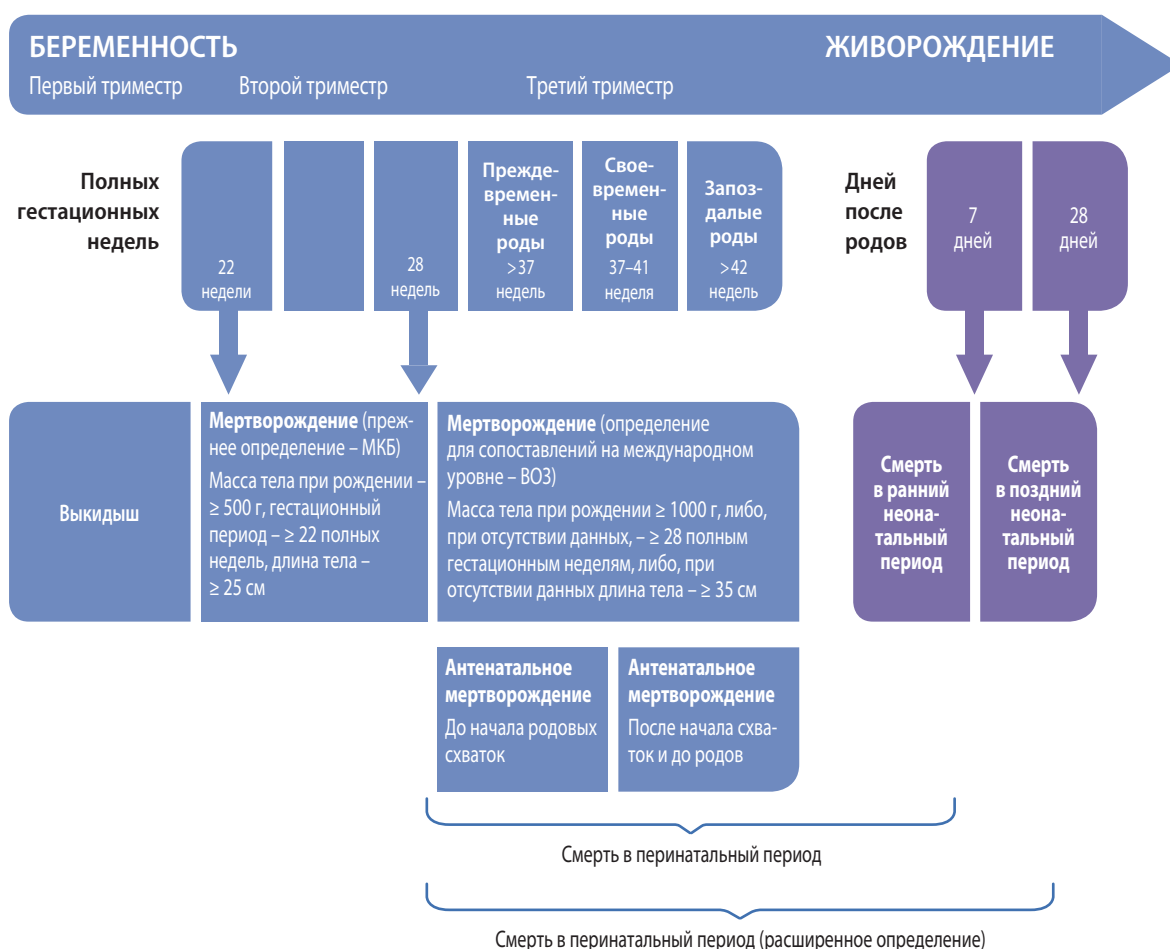 БЕРЕМЕННОСТЬ
ЖИВОРОЖДЕНИЕ
Первый триместр
Второй триместр
Третий триместр
Полных
гестационных
недель
22
недели
28
недель
Прежде-
времен-
ные
роды
>37
недель
Свое-
времен-
ные
роды
37–41
неделя
Запоз-
далые
роды
>42
недель
Дней
после
родов
7
дней
28
дней
Выкидыш
Мертворождение (преж-
нее определение – МКБ)
Масса тела при рождении –
≥ 500 г, гестационный
период – ≥ 22 полных
недель, длина тела –
≥ 25 см
Мертворождение (определение
для сопоставлений на международном
уровне – ВОЗ)
Масса тела при рождении ≥ 1000 г, либо,
при отсутствии данных, – ≥ 28 полным
гестационным неделям, либо, при
отсутствии данных длина тела – ≥ 35 см
Смерть
в ранний
неона-
тальный
период
Смерть
в поздний
неона-
тальный
период
Антенатальное
мертворождение
До начала родовых
схваток
Антенатальное
мертворождение
После начала схва-
ток и до родов
Смерть в перинатальный период
Смерть в перинатальный период (расширенное определение)